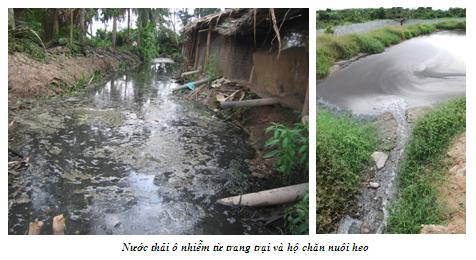 Nước thải ô nhiễm từ trang trại và hộ chăn nuôi heo